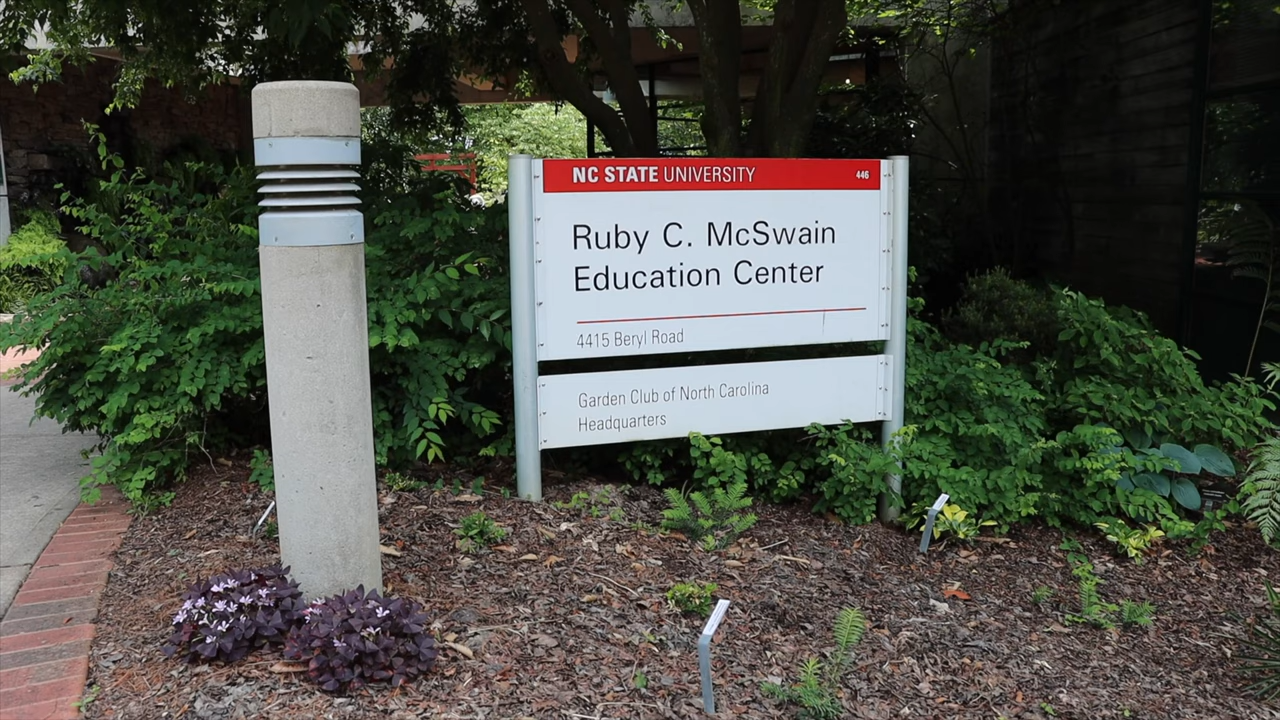 NC STATE UNIVERSITY 446
Ruby C. McSwain
Education Center
4415 Beryl Road
Garden Club of North Carolina
Headquarters